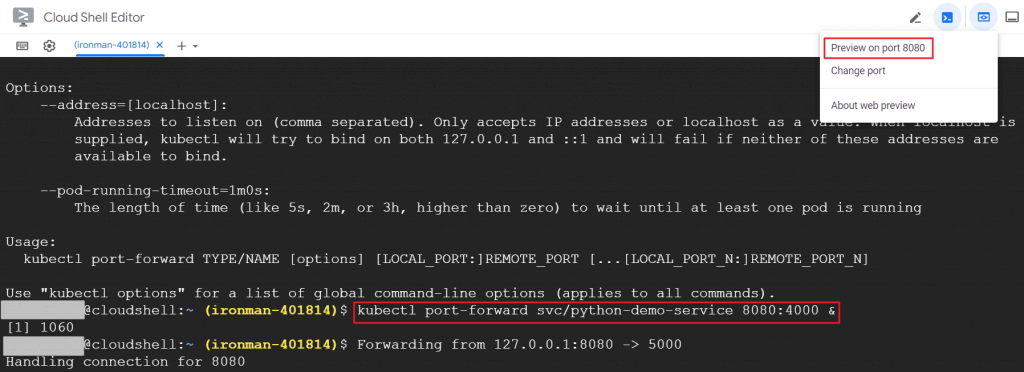 Cloud Shell Editor
(ironman-401814) × + 
Preview on port 8080
Change port
About web preview
Options:
--address=[localhost]:
Addresses to listen on (comma separated). Only accepts IP addresses or localhost as a value. When localhost is
supplied, kubectl will try to bind on both 127.0.0.1 and ::1 and will fail if neither of these addresses are
available to bind.
--pod-running-timeout=1m0s:
The length of time (like 5s, 2m, or 3h, higher than zero) to wait until at least one pod is running
Usage:
kubectl port-forward TYPE/NAME [options] [LOCAL_PORT:]REMOTE_PORT [...[LOCAL_PORT_N:]REMOTE_PORT_N]
Use "kubectl options" for a list of global command-line options (applies to all commands).
@cloudshell:~ (ironman-401814)$ kubectl port-forward svc/python-demo-service 8080:4000 &
[1] 1060
@cloudshell:~ (ironman-401814)$ Forwarding from 127.0.0.1:8080 -> 5000
Handling connection for 8080